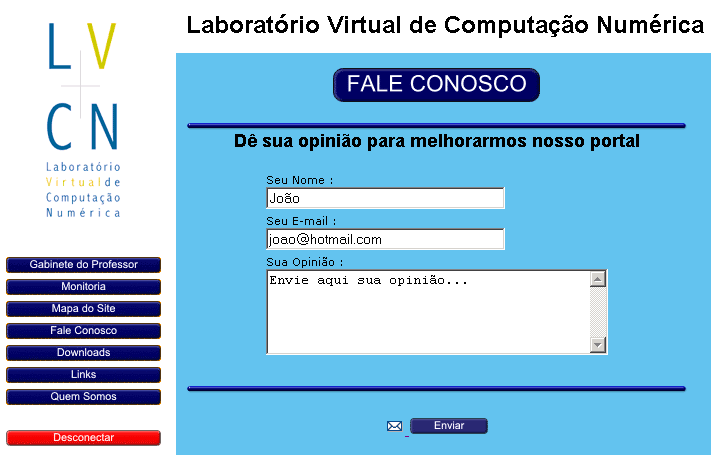 LV
CN
Laboratório
Virtual de
Computação
Numérica
Gabinete do Professor
Monitoria
Mapa do Site
Fale Conosco
Downloads
Links
Quem Somos
Desconectar
Laboratório Virtual de Computação Numérica
FALE CONOSCO
Dê sua opinião para melhorarmos nosso portal
Seu Nome :
João
Seu E-mail :
joao@hotmail.com
Sua Opinião :
Envie aqui sua opinião...
Enviar